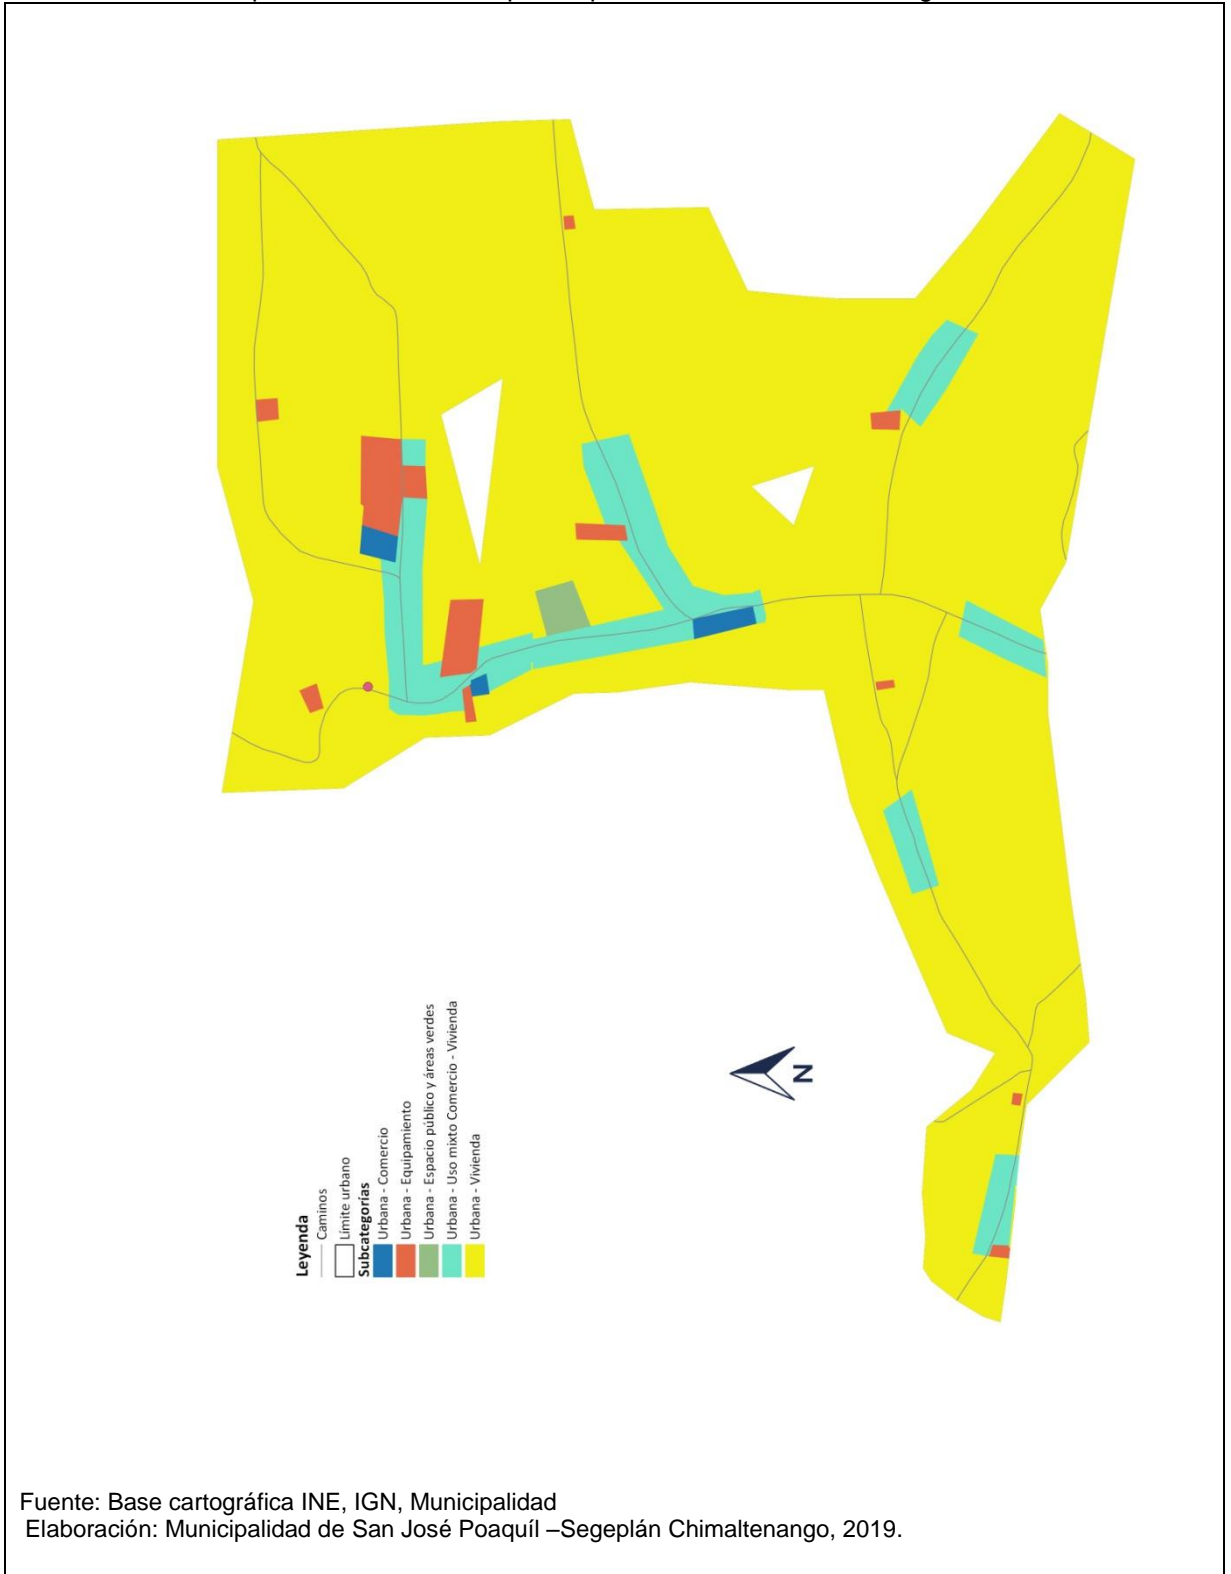 Leyenda
Caminos
Límite urbano
Subcategorías
Urbana - Comercio
Urbana - Equipamiento
Urbana - Espacio público y áreas verdes
Urbana - Uso mixto Comercio - Vivienda
Urbana - Vivienda
N
Fuente: Base cartográfica INE, IGN, Municipalidad
Elaboración: Municipalidad de San José Poaquíl –Segeplán Chimaltenango, 2019.